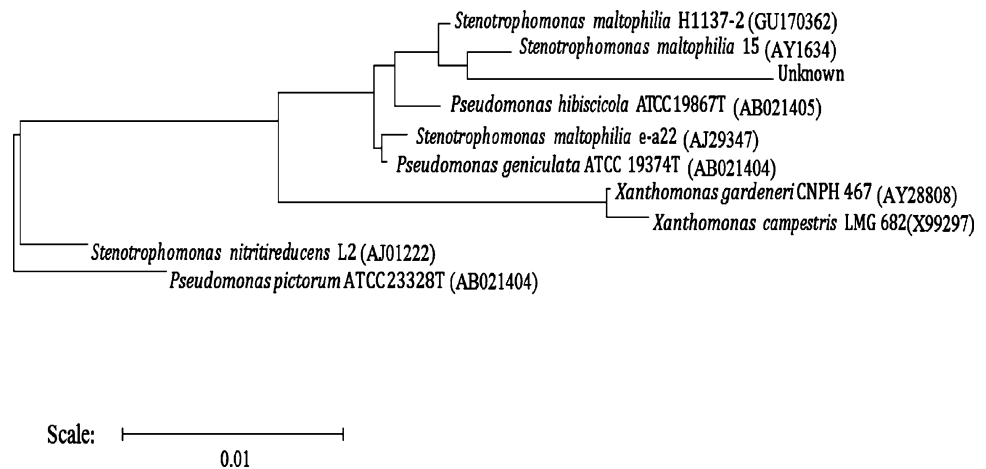 Stenotrophomonas maltophilia H1137-2 (GU170362)
Stenotrophomonas maltophilia 15 (AY1634)
Unknown
Pseudomonas hibiscicola ATCC19867T (AB021405)
Stenotrophomonas maltophilia e-a22 (AJ29347)
Pseudomonas geniculata ATCC 19374T (AB021404)
Xanthomonas gardeneri CNPH 467 (AY28808)
Xanthomonas campestris LMG 682(X99297)
Stenotrophomonas nitritireducens L2 (AJ01222)
Pseudomonas pictorum ATCC23328T (AB021404)
Scale:
0.01